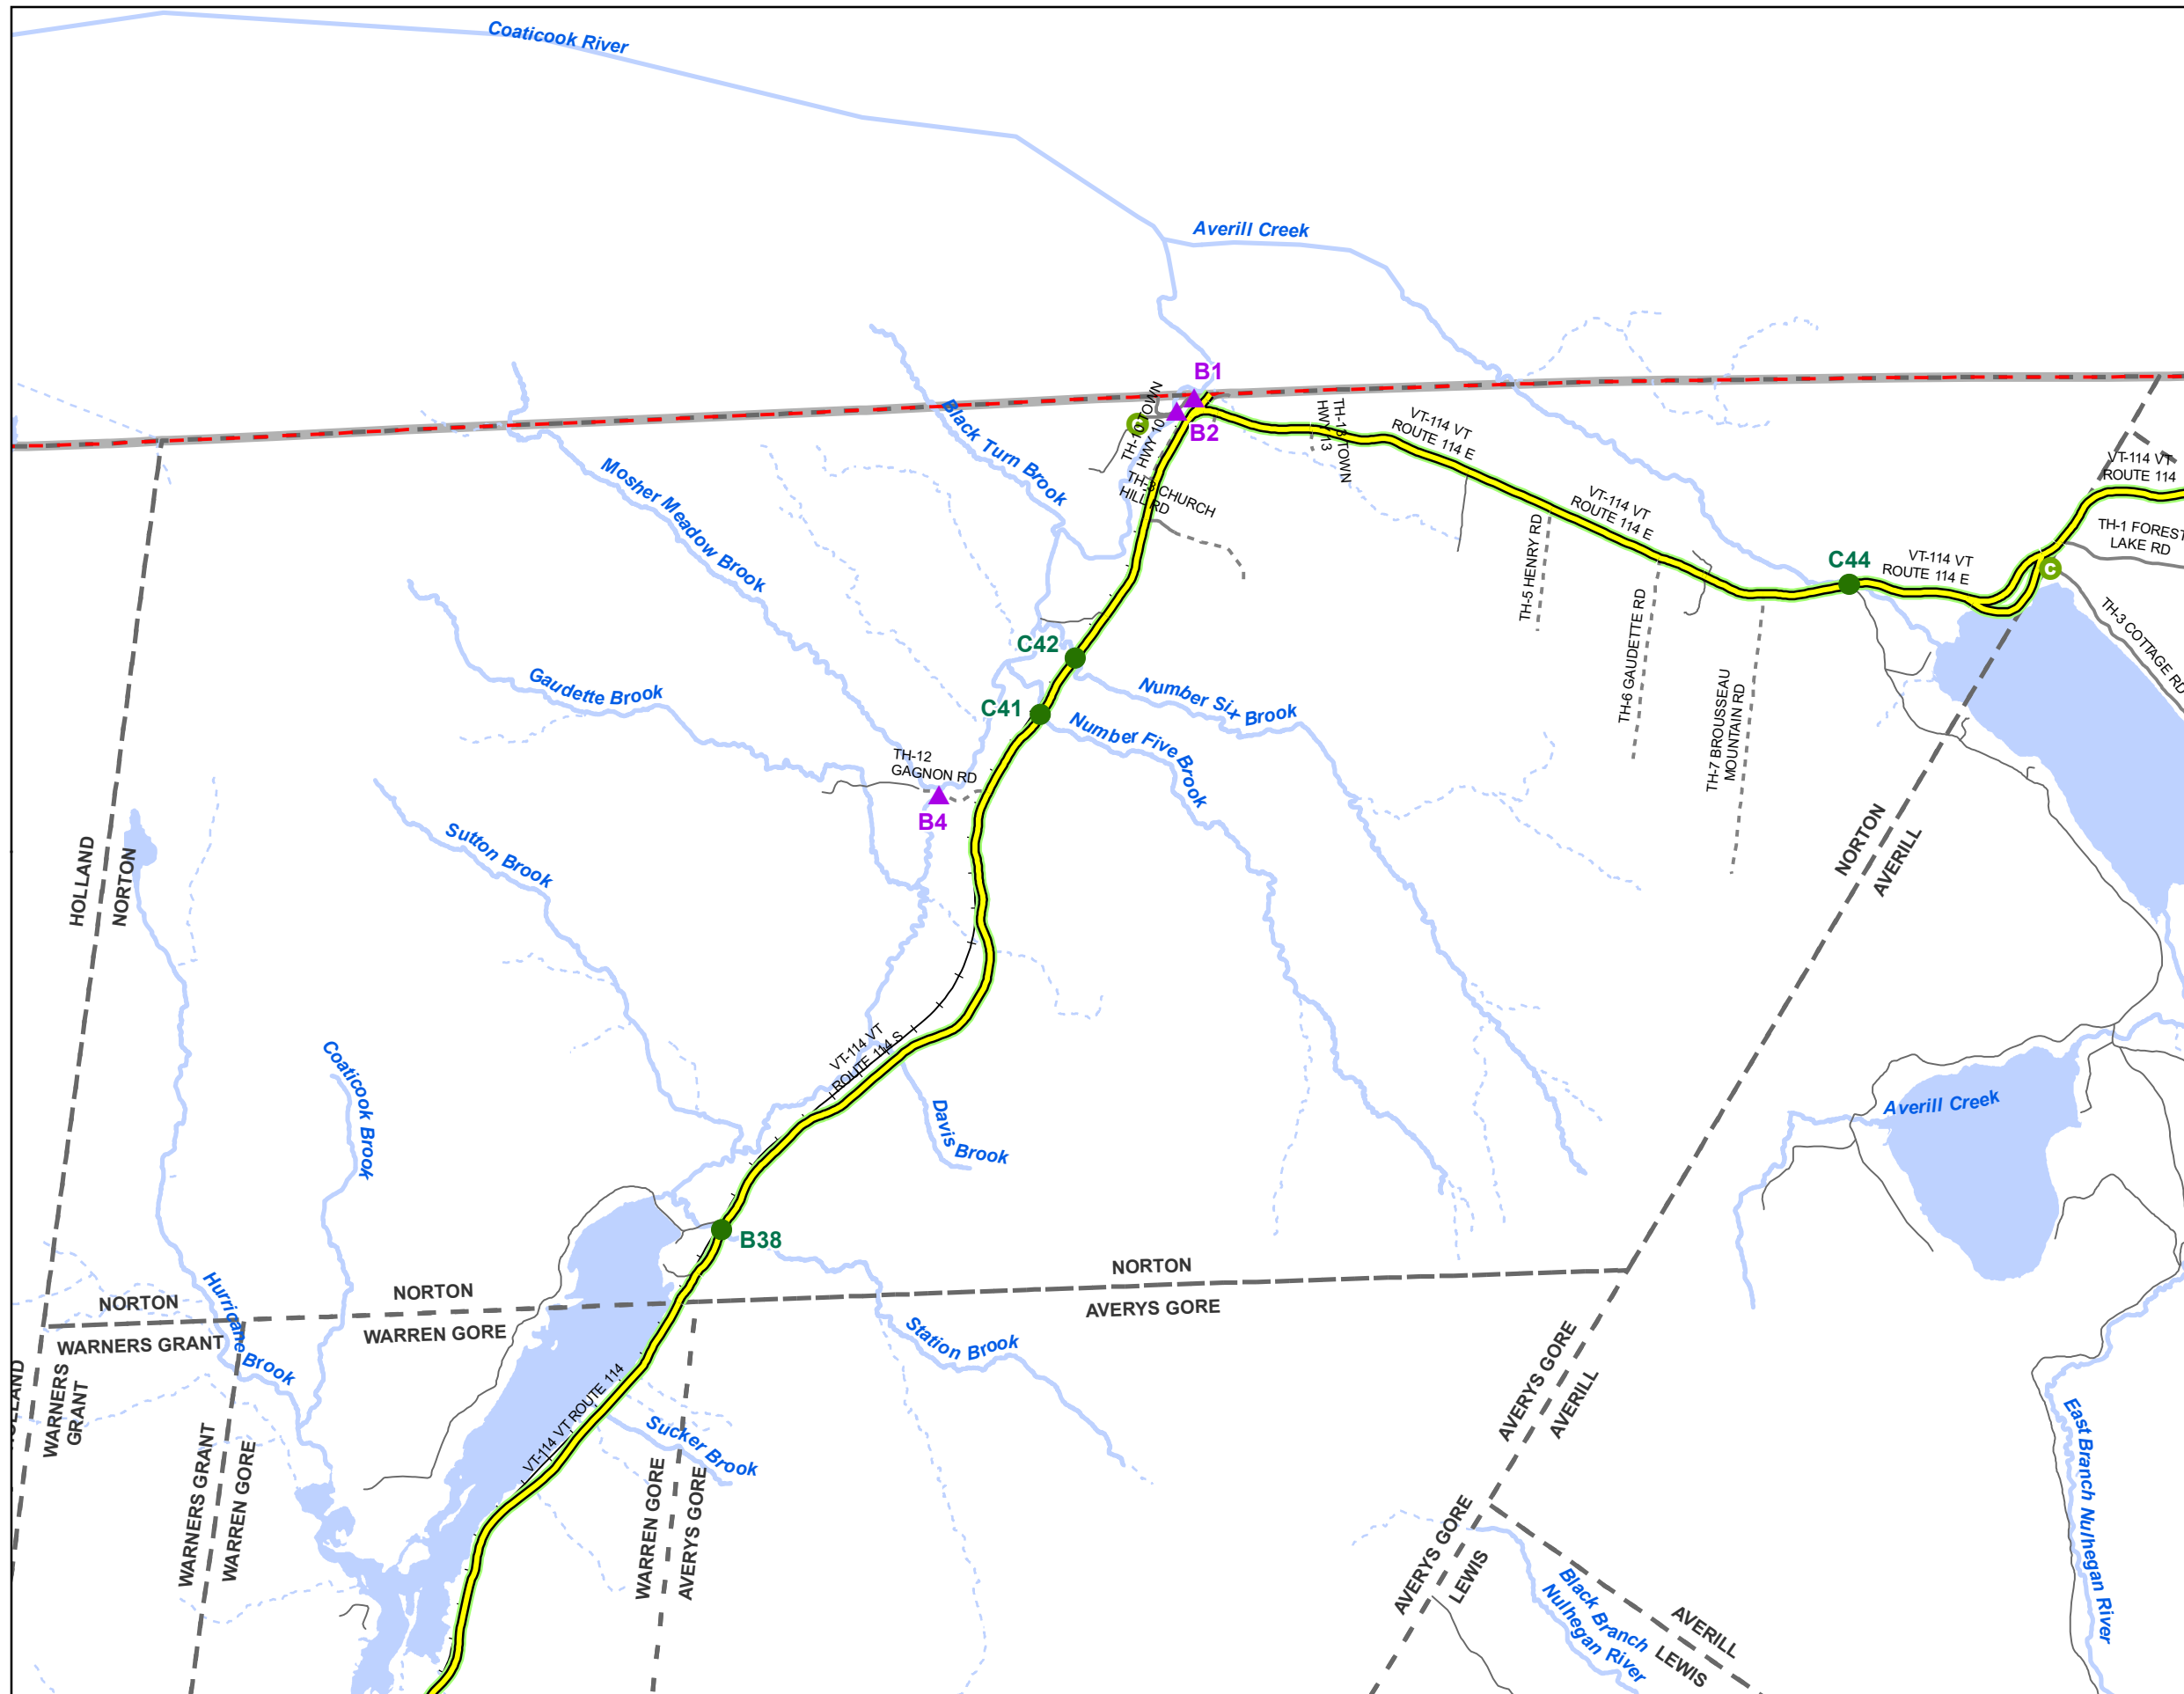 Coaticook River
Averill Creek
B1
B2
TH-10 TOWN
HWY 10
Black Turn Brook
TH-13 TOWN
HWY 13
VT-114 VT
ROUTE 114 E
VT-114 VT
ROUTE 114
Mosher Meadow Brook
TH-8 CHURCH
HILL RD
VT-114 VT
ROUTE 114 E
TH-1 FOREST
LAKE RD
C
C44
VT-114 VT
ROUTE 114 E
C
TH-5 HENRY RD
TH-3 COTTAGE RD
C42
TH-6 GAUDETTE RD
Gaudette Brook
Number Six Brook
C41
Number Five Brook
TH-7 BROUSSEAU
MOUNTAIN RD
TH-12
GAGNON RD
B4
Sutton Brook
HOLLAND
NORTON
NORTON
AVERILL
VT-114 VT
ROUTE 114 S
Coaticook Brook
Davis Brook
Averill Creek
B38
NORTON
NORTON
NORTON
WARNERS GRANT
WARREN GORE
AVERYS GORE
Hurricane Brook
Station Brook
HOLLAND
WARNERS
GRANT
VT-114 VT ROUTE 114
AVERYS GORE
AVERILL
Sucker Brook
East Branch Nulhegan River
WARNERS GRANT
WARREN GORE
WARREN GORE
AVERYS GORE
AVERYS GORE
LEWIS
Black Branch
Nulhegan River
AVERILL
LEWIS